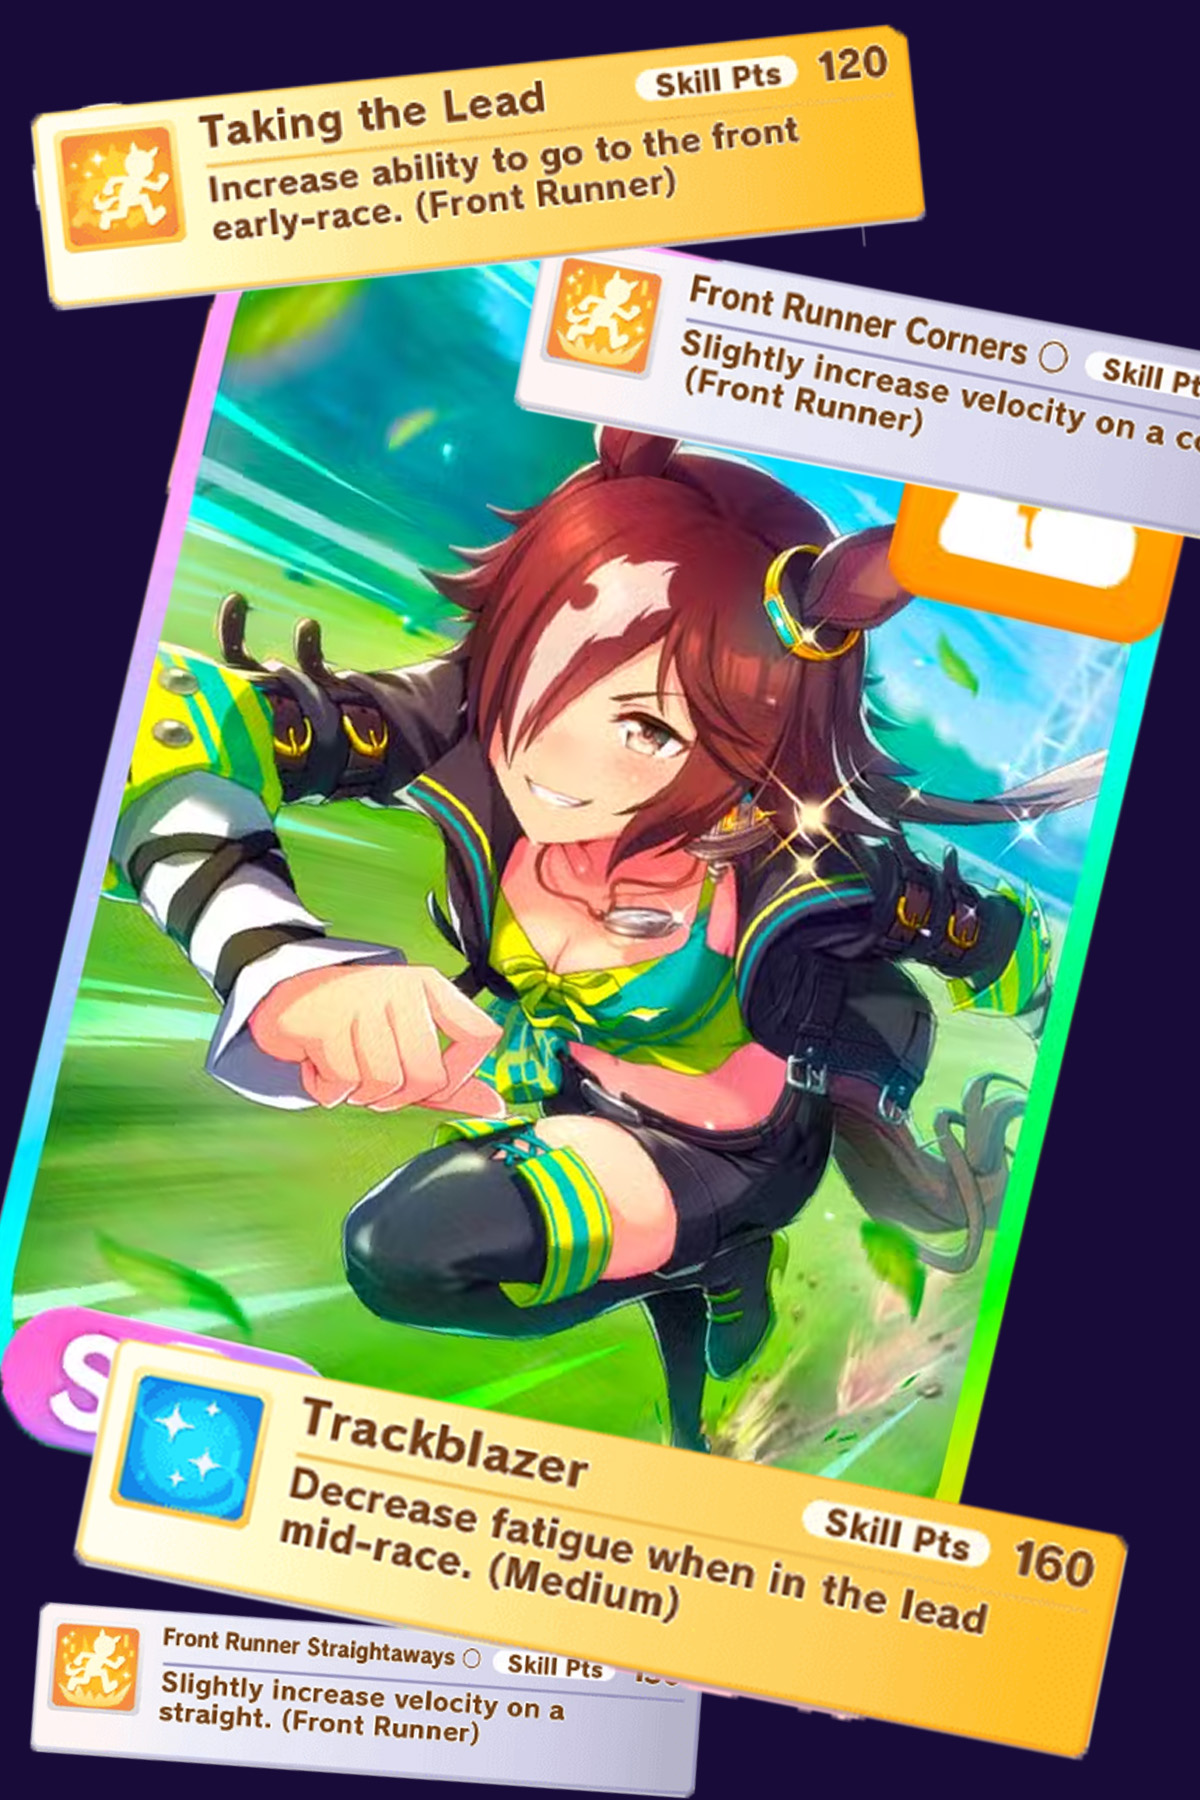 Taking the Lead
Skill Pts 120
Increase ability to go to the front
early-race. (Front Runner)
Front Runner Corners ○
Slightly increase velocity on a
(Front Runner)
Trackblazer
Skill Pts 160
Decrease fatigue when in the lead
mid-race. (Medium)
Front Runner Straightaways ○ Skill Pts
Slightly increase velocity on a
straight. (Front Runner)